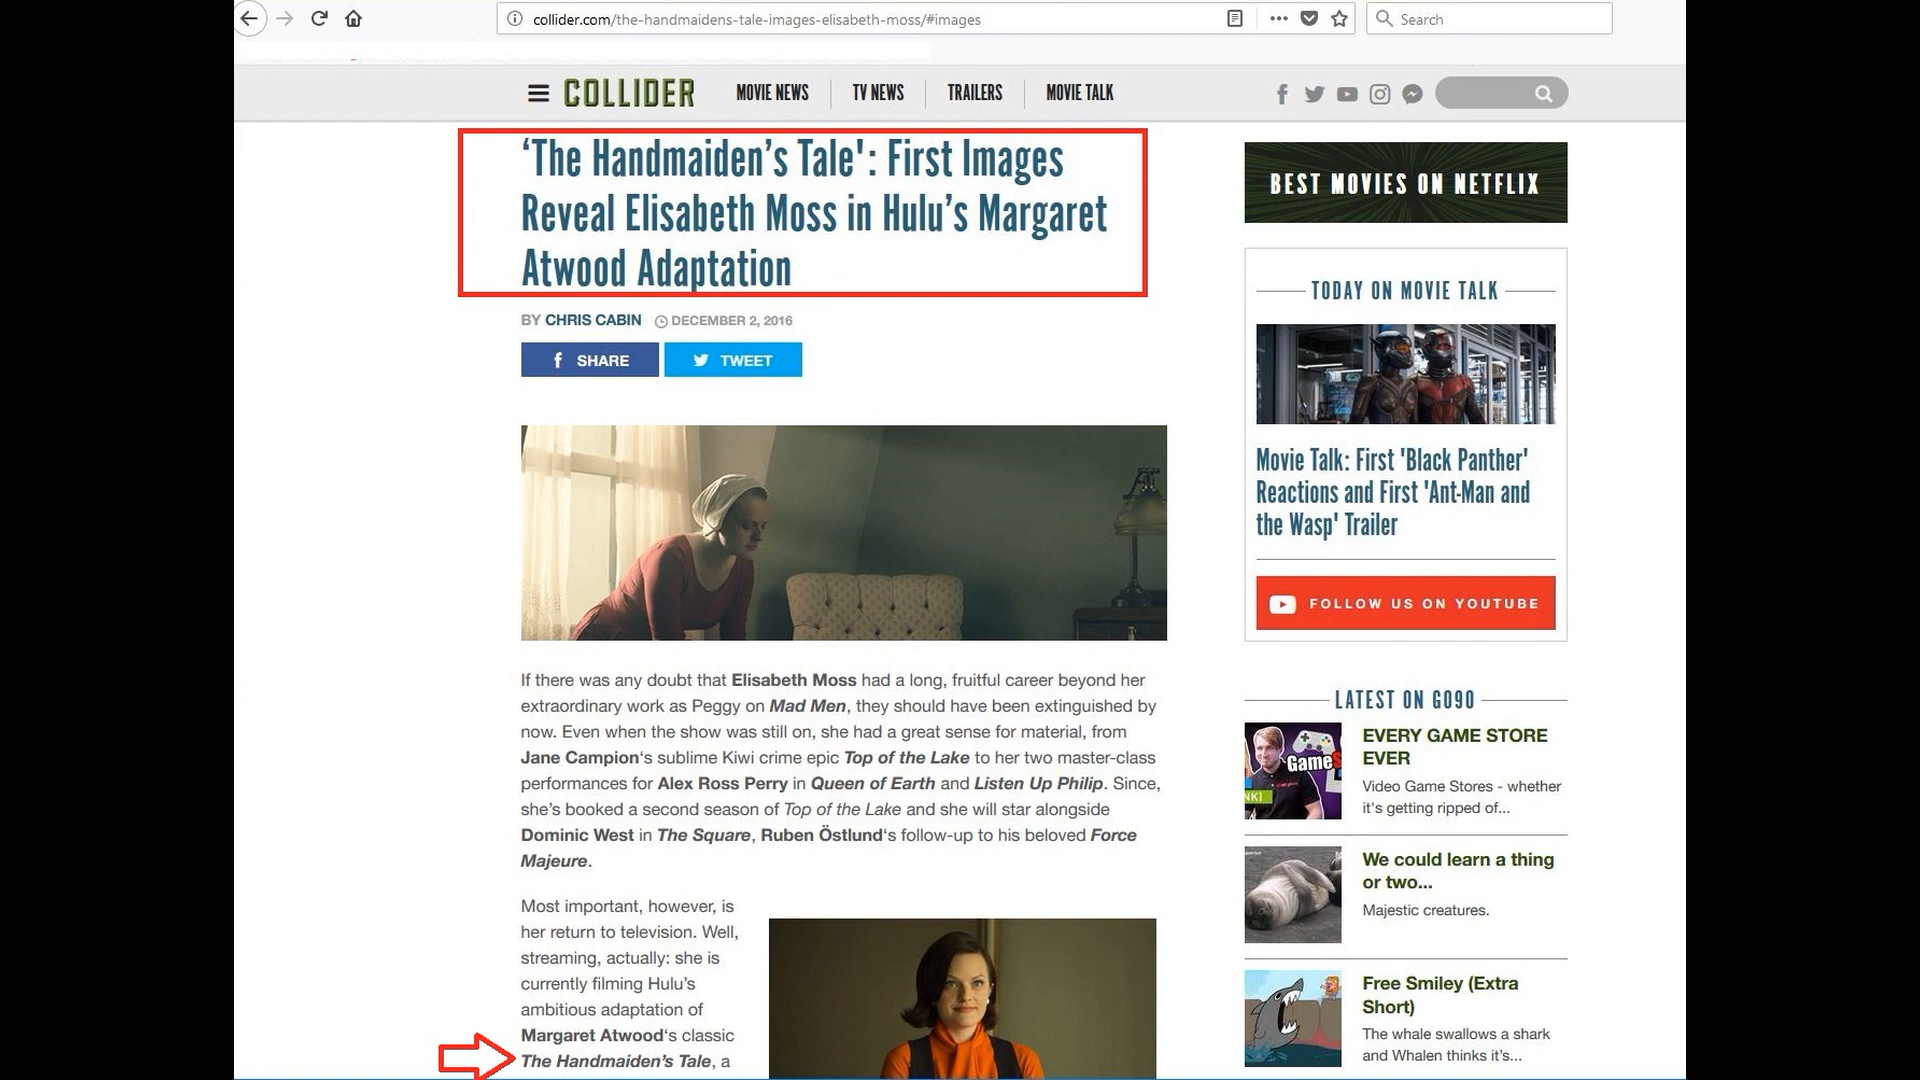 collider.com/the-handmaidens-tale-images-elisabeth-moss/#images
Search
COLLIDER
MOVIE NEWS
TV NEWS
TRAILERS
MOVIE TALK
‘The Handmaiden’s Tale': First Images
Reveal Elisabeth Moss in Hulu’s Margaret
Atwood Adaptation
BY CHRIS CABIN DECEMBER 2, 2016
SHARE
TWEET
If there was any doubt that Elisabeth Moss had a long, fruitful career beyond her
extraordinary work as Peggy on Mad Men, they should have been extinguished by
now. Even when the show was still on, she had a great sense for material, from
Jane Campion‘s sublime Kiwi crime epic Top of the Lake to her two master-class
performances for Alex Ross Perry in Queen of Earth and Listen Up Philip. Since,
she’s booked a second season of Top of the Lake and she will star alongside
Dominic West in The Square, Ruben Östlund‘s follow-up to his beloved Force
Majeure.
Most important, however, is
her return to television. Well,
streaming, actually: she is
currently filming Hulu’s
ambitious adaptation of
Margaret Atwood‘s classic
The Handmaiden’s Tale, a
BEST MOVIES ON NETFLIX
TODAY ON MOVIE TALK
Movie Talk: First 'Black Panther'
Reactions and First 'Ant-Man and
the Wasp' Trailer
FOLLOW US ON YOUTUBE
LATEST ON GO90
Games
NK)
EVERY GAME STORE
EVER
Video Game Stores - whether
it's getting ripped of...
We could learn a thing
or two...
Majestic creatures.
Free Smiley (Extra
Short)
The whale swallows a shark
and Whalen thinks it’s...